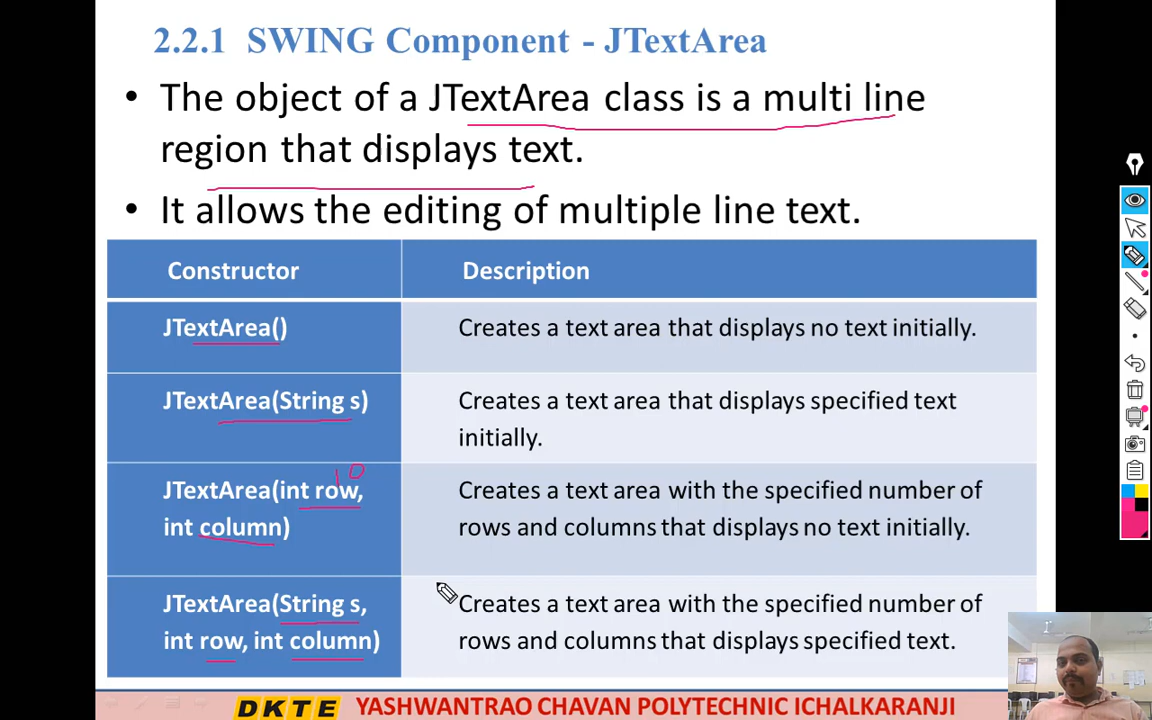 2.2.1 SWING Component - JTextArea
• The object of a JTextArea class is a multi line
region that displays text.
• It allows the editing of multiple line text.
Constructor Description
JTextArea() Creates a text area that displays no text initially.
JTextArea(String s) Creates a text area that displays specified text
initially.
10
JTextArea(int row, Creates a text area with the specified number of
int column) rows and columns that displays no text initially.
JTextArea(String s, Creates a text area with the specified number of
int row, int column) rows and columns that displays specified text.
DKTE YASHWANTRAO CHAVAN POLYTECHNIC ICHALKARANJI